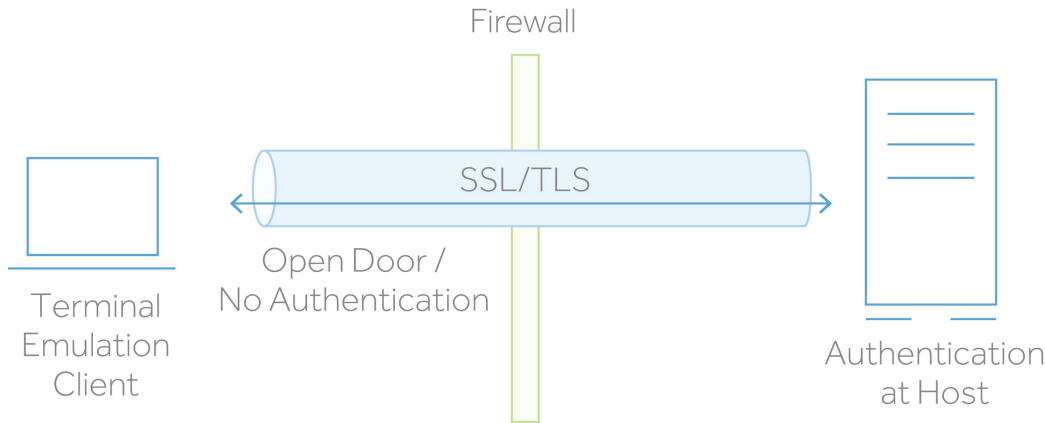 Firewall
SSL/TLS
Open Door /
No Authentication
Terminal
Emulation
Client
Authentication
at Host